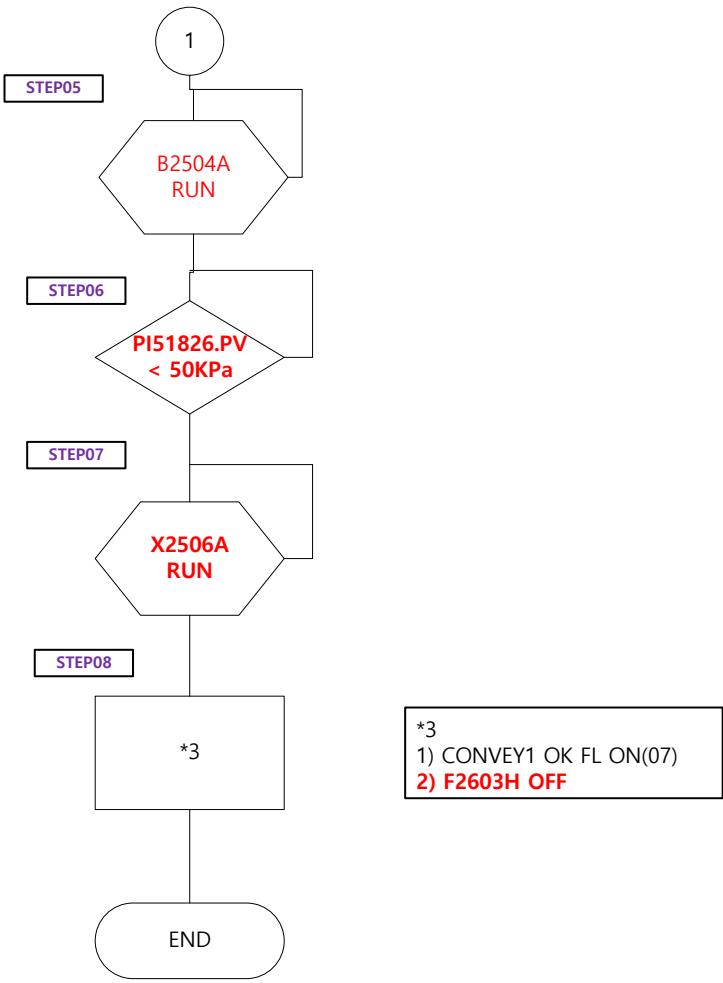 1
STEP05
B2504A
RUN
STEP06
PI51826.PV
< 50KPa
STEP07
X2506A
RUN
STEP08
*3
*3
1) CONVEY1 OK FL ON(07)
2) F2603H OFF
END